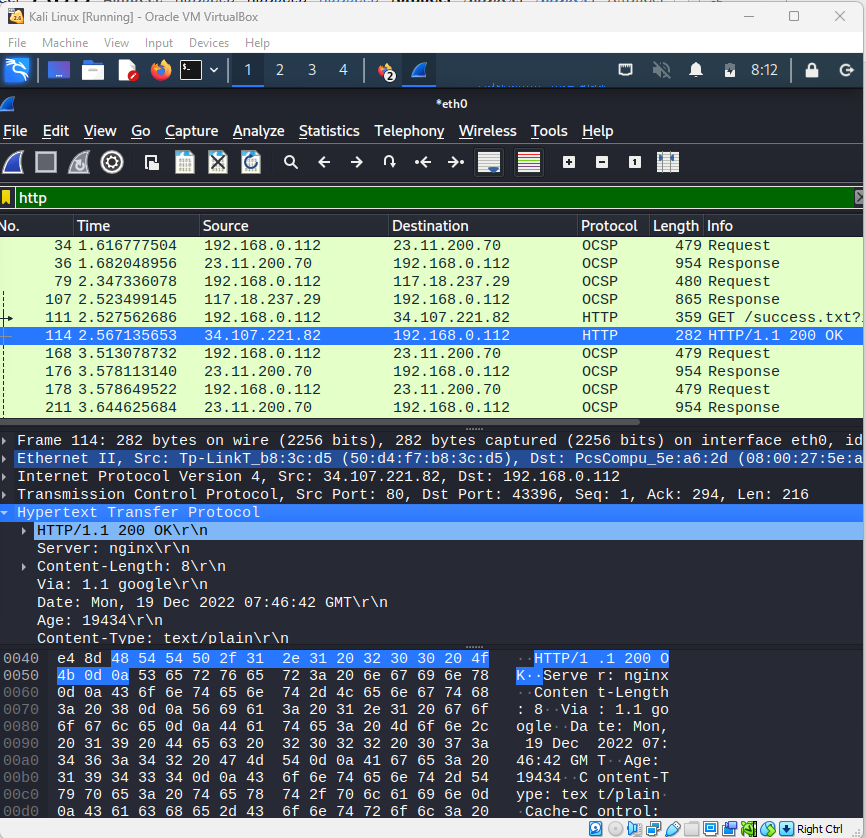 Kali Linux [Running] - Oracle VM VirtualBox
File Machine View Input Devices Help
1 2 3 4 2 8:12
*eth0
File Edit View Go Capture Analyze Statistics Telephony Wireless Tools Help
http
No. Time Source Destination Protocol Length Info
34 1.616777504 192.168.0.112 23.11.200.70 OCSP 479 Request
36 1.682048956 23.11.200.70 192.168.0.112 OCSP 954 Response
79 2.347336078 192.168.0.112 117.18.237.29 OCSP 480 Request
107 2.523499145 117.18.237.29 192.168.0.112 OCSP 865 Response
111 2.527562686 192.168.0.112 34.107.221.82 HTTP 359 GET /success.txt?
114 2.567135653 34.107.221.82 192.168.0.112 HTTP 282 HTTP/1.1 200 OK
168 3.513078732 192.168.0.112 23.11.200.70 OCSP 479 Request
176 3.578113140 23.11.200.70 192.168.0.112 OCSP 954 Response
178 3.578649522 192.168.0.112 23.11.200.70 OCSP 479 Request
211 3.644625684 23.11.200.70 192.168.0.112 OCSP 954 Response
Frame 114: 282 bytes on wire (2256 bits), 282 bytes captured (2256 bits) on interface eth0, id
Ethernet II, Src: Tp-LinkT_b8:3c:d5 (50:d4:f7:b8:3c:d5), Dst: PcsCompu_5e:a6:2d (08:00:27:5e:a
Internet Protocol Version 4, Src: 34.107.221.82, Dst: 192.168.0.112
Transmission Control Protocol, Src Port: 80, Dst Port: 43396, Seq: 1, Ack: 294, Len: 216
Hypertext Transfer Protocol
HTTP/1.1 200 OK\r\n
Server: nginx\r\n
Content-Length: 8\r\n
Via: 1.1 google\r\n
Date: Mon, 19 Dec 2022 07:46:42 GMT\r\n
Age: 19434\r\n
Content-Type: text/plain\r\n
0040 e4 8d 48 54 54 50 2f 31 2e 31 20 32 30 30 20 4f ··HTTP/1 .1 200 O
0050 4b 0d 0a 53 65 72 76 65 72 3a 20 6e 67 69 6e 78 K··Serve r: nginx
0060 0d 0a 43 6f 6e 74 65 6e 74 2d 4c 65 6e 67 74 68 ··Conten t-Length
0070 3a 20 38 0d 0a 56 69 61 3a 20 31 2e 31 20 67 6f : 8··Via : 1.1 go
0080 6f 67 6c 65 0d 0a 44 61 74 65 3a 20 4d 6f 6e 2c ogle··Da te: Mon,
0090 20 31 39 20 44 65 63 20 32 30 32 32 20 30 37 3a 19 Dec 2022 07:
00a0 34 36 3a 34 32 20 47 4d 54 0d 0a 41 67 65 3a 20 46:42 GM T··Age:
00b0 31 39 34 33 34 0d 0a 43 6f 6e 74 65 6e 74 2d 54 19434··C ontent-T
00c0 79 70 65 3a 20 74 65 78 74 2f 70 6c 61 69 6e 0d ype: tex t/plain·
00d0 0a 43 61 63 68 65 2d 43 6f 6e 74 72 6f 6c 3a 20 ·Cache-C ontrol:
Right Ctrl